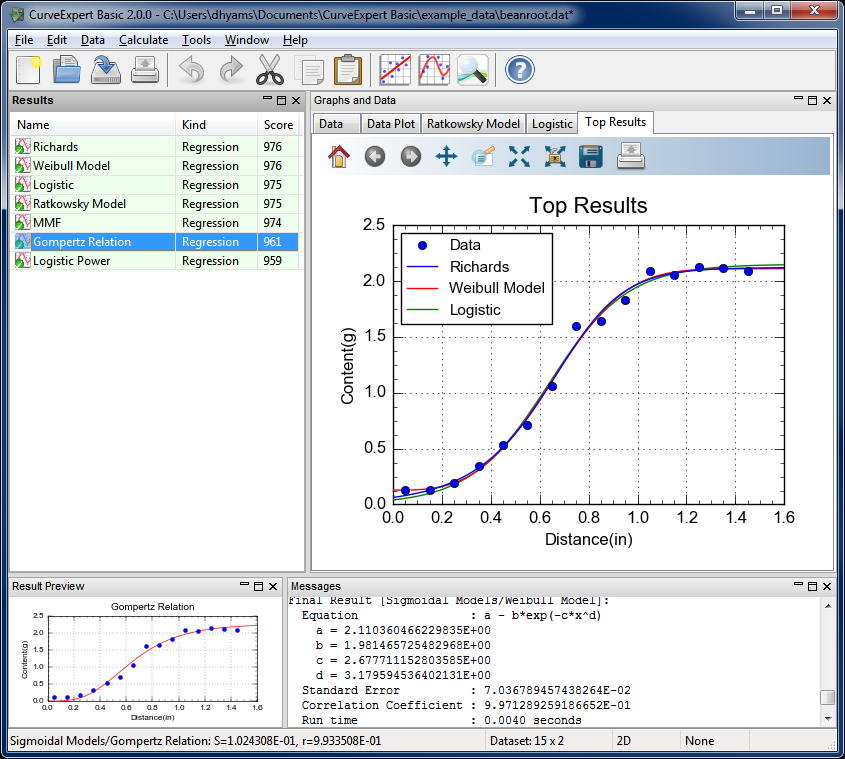 CurveExpert Basic 2.0.0 - C:\Users\dhyams\Documents\CurveExpert Basic\example_data\beanroot.dat*
File Edit Data Calculate Tools Window Help
Results
Name Kind Score
Richards Regression 976
Weibull Model Regression 976
Logistic Regression 975
Ratkowsky Model Regression 975
MMF Regression 974
Gompertz Relation Regression 961
Logistic Power Regression 959
Graphs and Data
Data Data Plot Ratkowsky Model Logistic Top Results
Top Results
Data
Richards
Weibull Model
Logistic
2.5
2.0
1.5
1.0
0.5
0.0
Content(g)
0.0 0.2 0.4 0.6 0.8 1.0 1.2 1.4 1.6
Distance(in)
Result Preview
Gompertz Relation
2.5
2.0
1.5
1.0
0.5
0.0
Content(g)
0.0 0.2 0.4 0.6 0.8 1.0 1.2 1.4 1.6
Distance(in)
Messages
Final Result [Sigmoidal Models/Weibull Model]:
Equation : a - b*exp(-c*x^d)
a = 2.110360466229835E+00
b = 1.981465725482968E+00
c = 2.677711152803585E+00
d = 3.179594536402131E+00
Standard Error : 7.036789457438264E-02
Correlation Coefficient : 9.971289259186652E-01
Run time : 0.0040 seconds
Sigmoidal Models/Gompertz Relation: S=1.024308E-01, r=9.933508E-01
Dataset: 15 x 2
2D
None